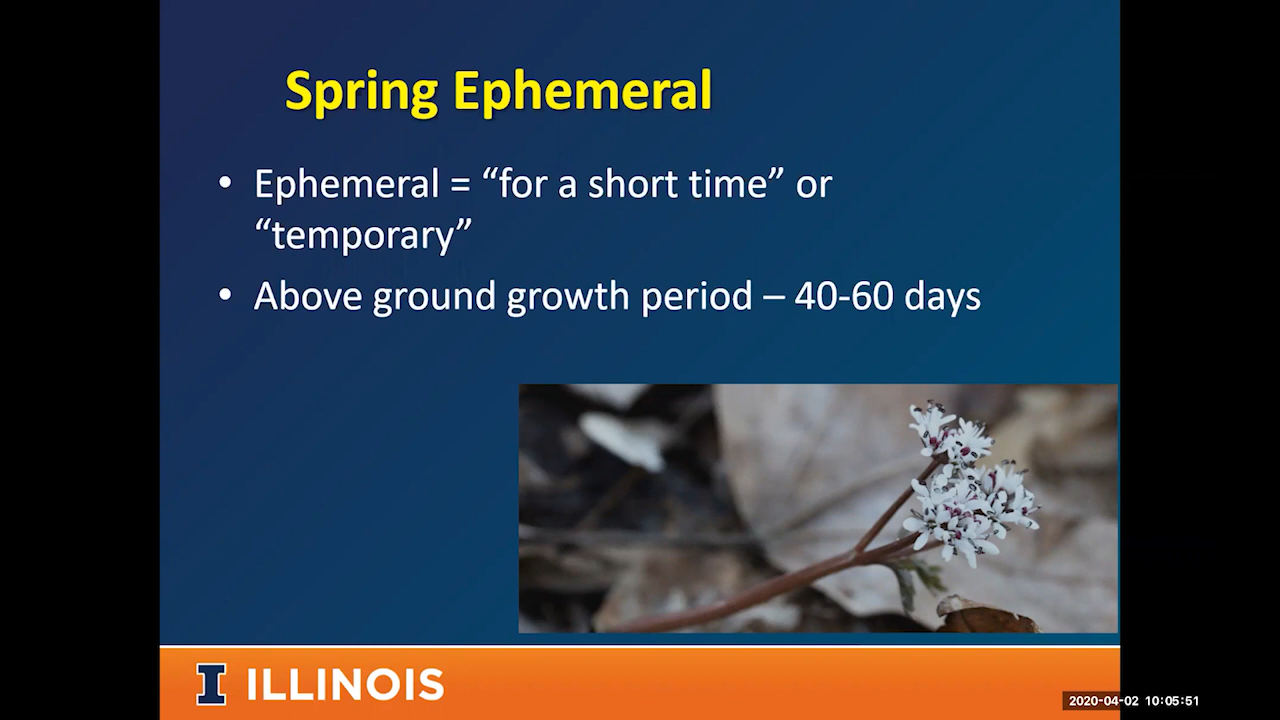 Spring Ephemeral
• Ephemeral = “for a short time” or
“temporary”
• Above ground growth period – 40-60 days
I ILLINOIS
2020-04-02 10:05:51